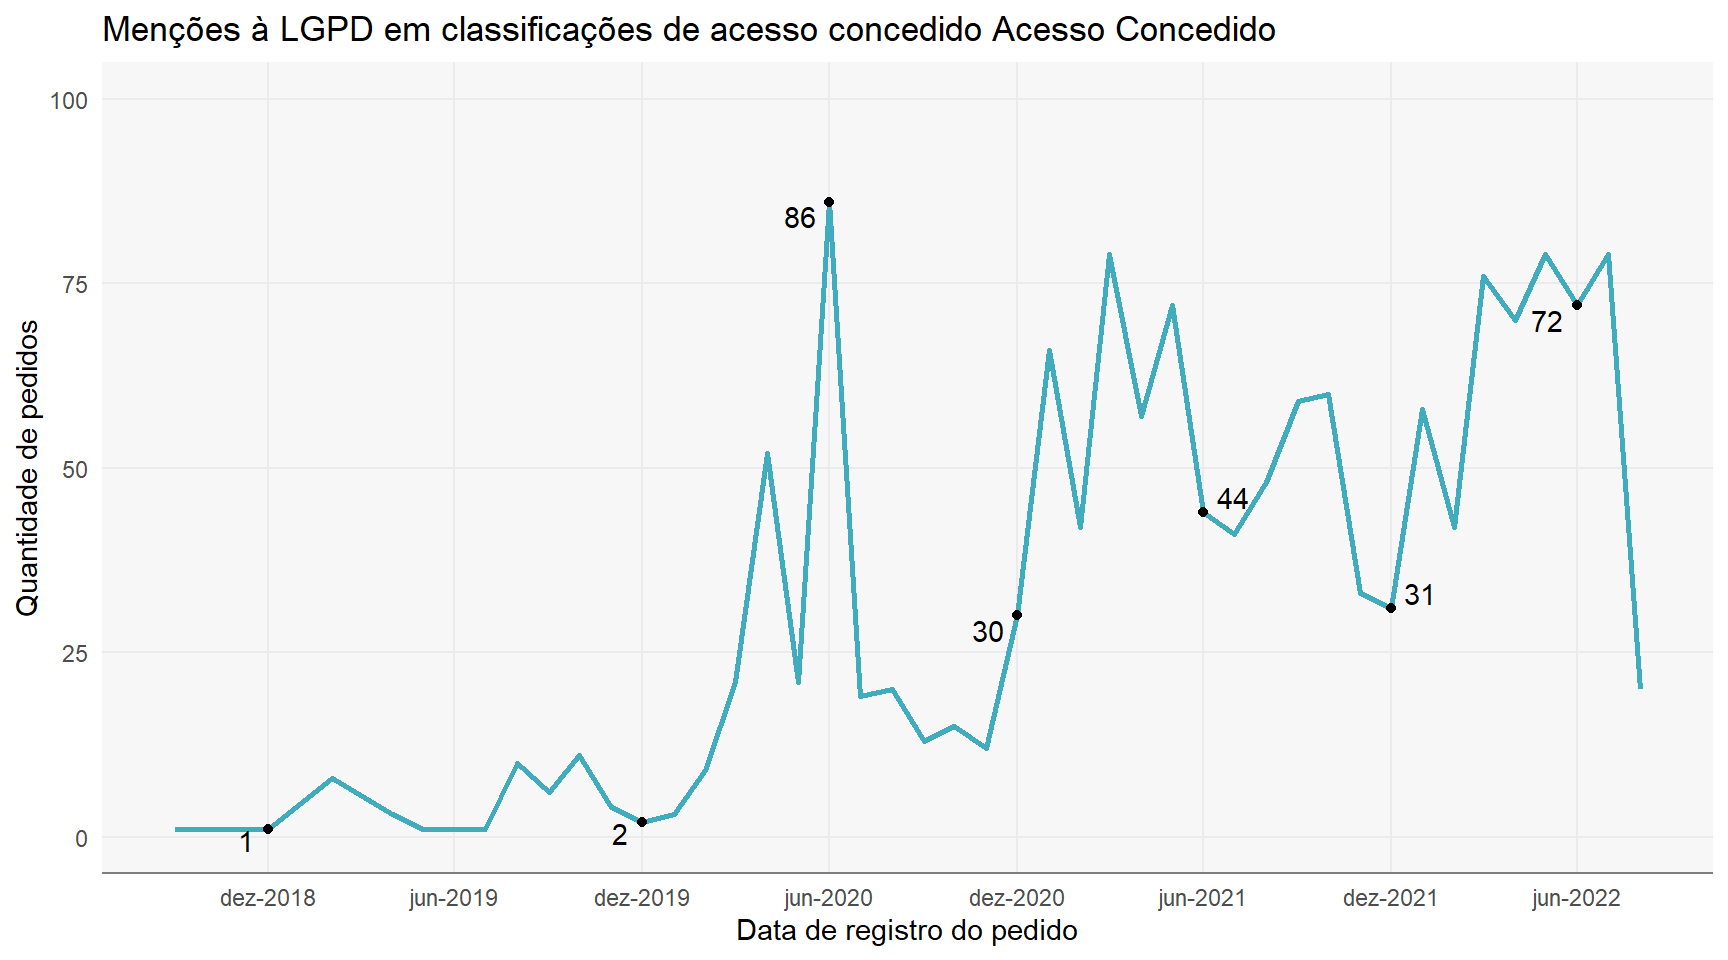 Menções à LGPD em classificações de acesso concedido Acesso Concedido
Quantidade de pedidos
100
75
50
25
0
1
2
86
30
44
31
72
dez-2018
jun-2019
dez-2019
jun-2020
dez-2020
jun-2021
dez-2021
jun-2022
Data de registro do pedido